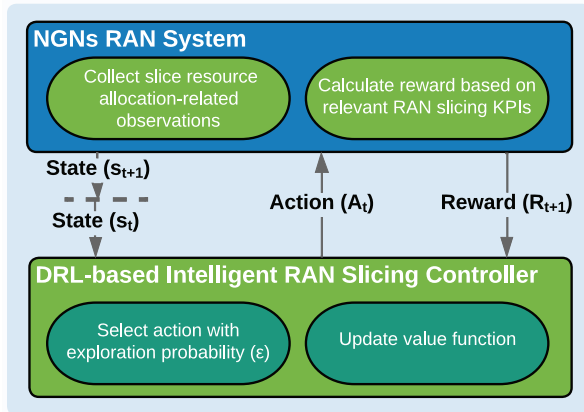 NGNs RAN System
Collect slice resource
allocation-related
observations
Calculate reward based on
relevant RAN slicing KPIs
State (sₜ₊₁)
State (sₜ)
Action (Aₜ)
Reward (Rₜ₊₁)
DRL-based Intelligent RAN Slicing Controller
Select action with
exploration probability (ε)
Update value function